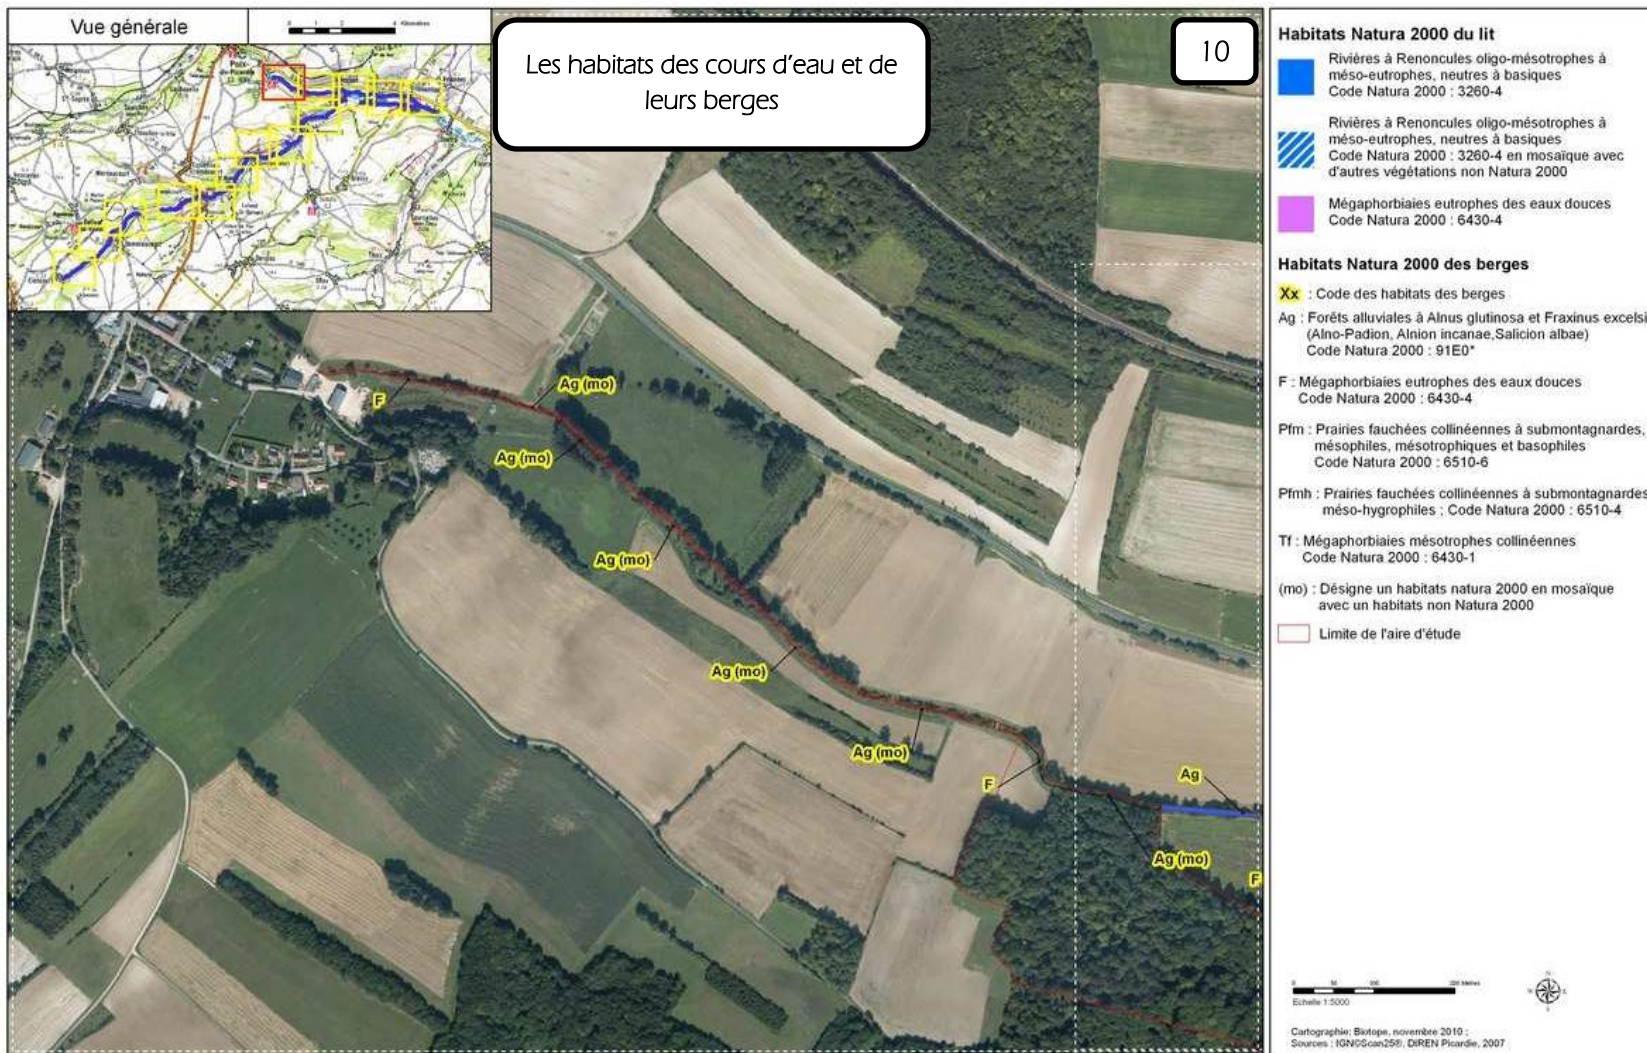 Vue générale
0 1 2 4 Kilomètres
Les habitats des cours d'eau et de
leurs berges
10
F
Ag (mo)
Ag (mo)
Ag (mo)
Ag (mo)
Ag (mo)
F
Ag
Ag (mo)
F
Habitats Natura 2000 du lit
Rivières à Renoncules oligo-mésotrophes à
méso-eutrophes, neutres à basiques
Code Natura 2000 : 3260-4
Rivières à Renoncules oligo-mésotrophes à
méso-eutrophes, neutres à basiques
Code Natura 2000 : 3260-4 en mosaïque avec
d'autres végétations non Natura 2000
Mégaphorbiaies eutrophes des eaux douces
Code Natura 2000 : 6430-4
Habitats Natura 2000 des berges
Xx : Code des habitats des berges
Ag : Forêts alluviales à Alnus glutinosa et Fraxinus excelsi
(Alno-Padion, Alnion incanae,Salicion albae)
Code Natura 2000 : 91E0*
F : Mégaphorbiaies eutrophes des eaux douces
Code Natura 2000 : 6430-4
Pfm : Prairies fauchées collinéennes à submontagnardes,
mésophiles, mésotrophiques et basophiles
Code Natura 2000 : 6510-6
Pfmh : Prairies fauchées collinéennes à submontagnardes
méso-hygrophiles ; Code Natura 2000 : 6510-4
Tf : Mégaphorbiaies mésotrophes collinéennes
Code Natura 2000 : 6430-1
(mo) : Désigne un habitats natura 2000 en mosaïque
avec un habitats non Natura 2000
Limite de l'aire d'étude
Echelle 1:5000
Cartographie: Biotope, novembre 2010 ;
Sources : IGN©Scan25®, DIREN Picardie, 2007